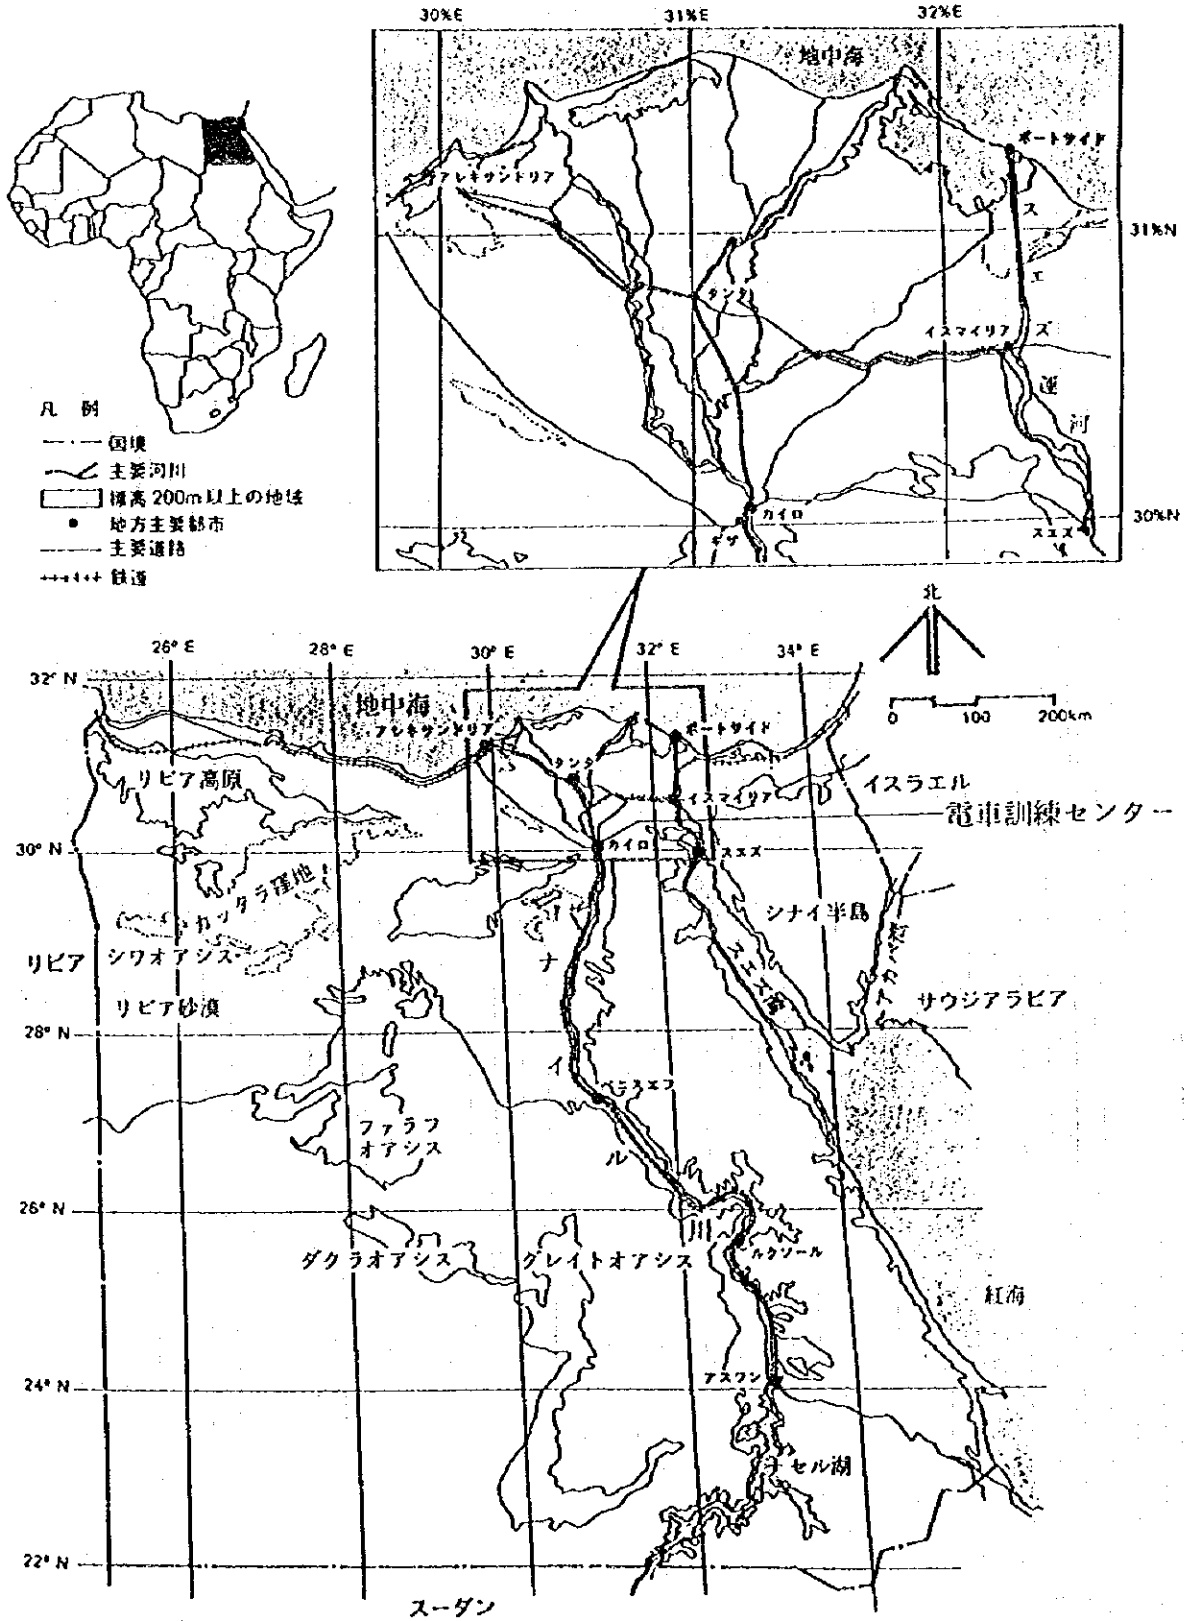 30%E
31%E
32%E
地中海
ポートサイド
アレキサンドリア
31%N
タンタ
イスマイリア
スエズ運河
カイロ
ギザ
スエズ
30%N
凡 例
国境
主要河川
標高200m以上の地域
地方主要都市
主要道路
鉄道
北
0 100 200km
26° E
28° E
30° E
32° E
34° E
32° N
地中海
アレキサンドリア
ポートサイド
タンタ
リビア高原
イスマイリア
イスラエル
電車訓練センター
30° N
カイロ
スエズ
カッタラ窪地
シナイ半島
リビア
シワオアシス
スエズ湾
リビア砂漠
サウジアラビア
28° N
ナイル川
ベニスエフ
ファラフ
オアシス
26° N
ルクソール
ダクラオアシス
グレイトオアシス
紅海
24° N
アスワン
ナセル湖
22° N
スーダン